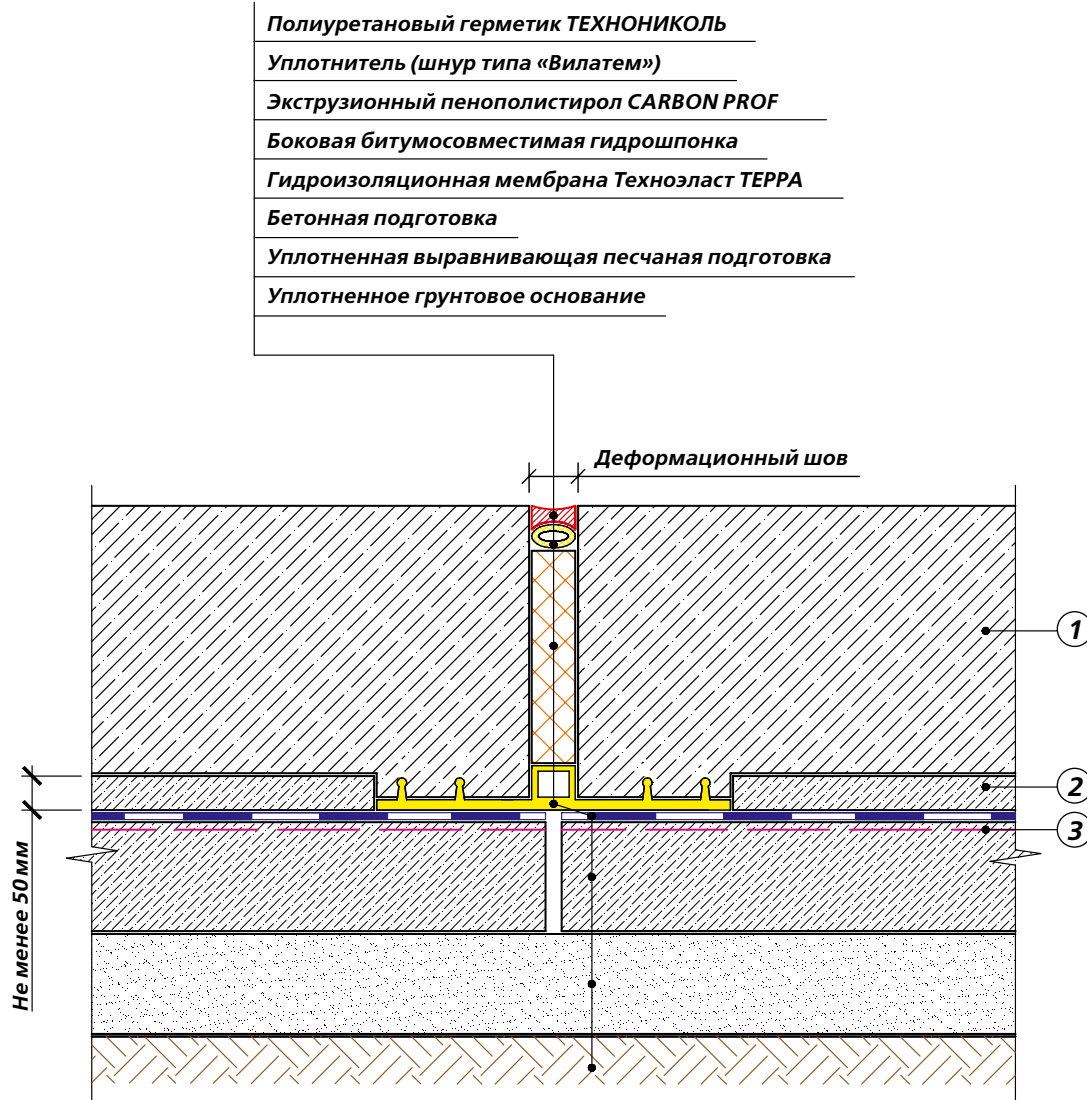 Полиуретановый герметик ТЕХНОНИКОЛЬ
Уплотнитель (шнур типа «Вилатем»)
Экструзионный пенополистирол CARBON PROF
Боковая битумосовместимая гидрошпонка
Гидроизоляционная мембрана Техноэласт ТЕРРА
Бетонная подготовка
Уплотненная выравнивающая песчаная подготовка
Уплотненное грунтовое основание
Деформационный шов
1
2
3
Не менее 50 мм